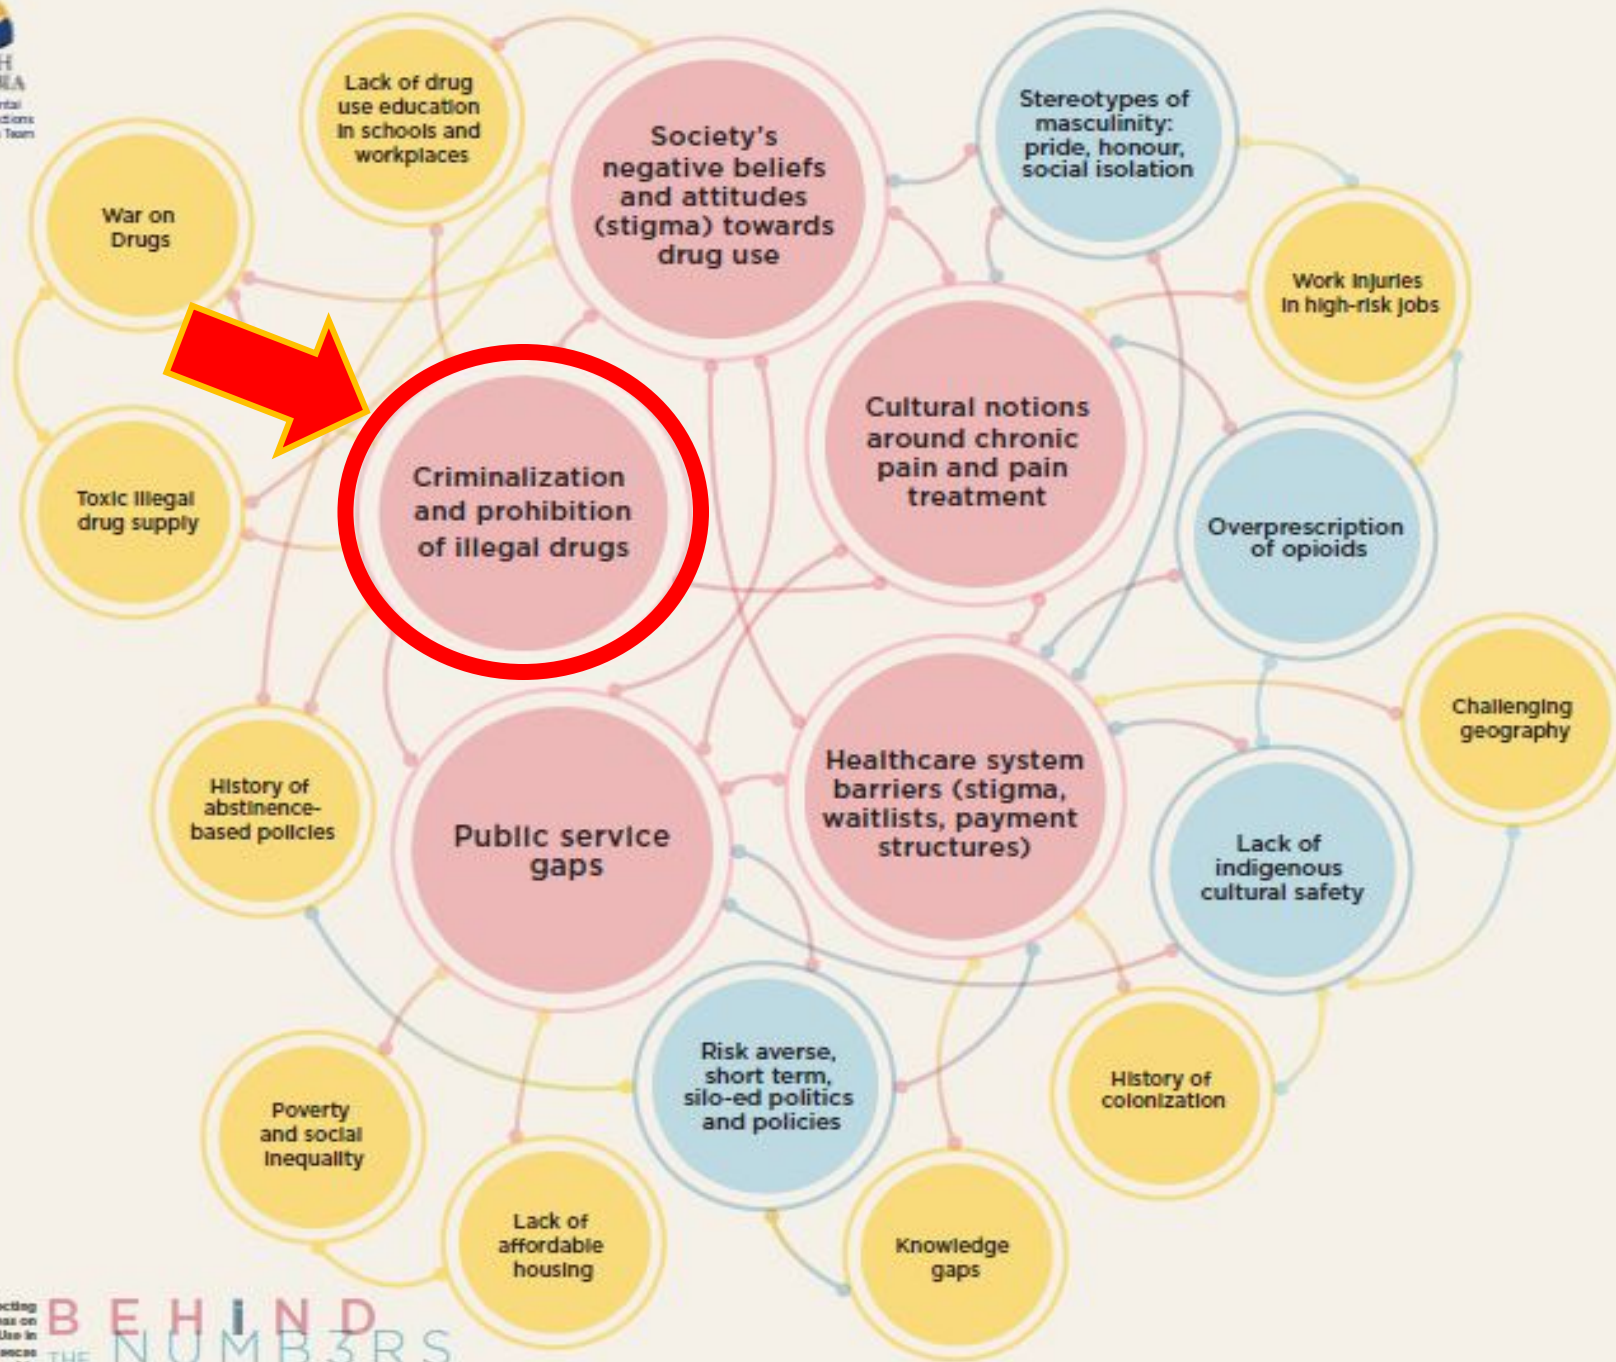 H
Team
Lack of drug
use education
in schools and
workplaces
Society's
negative beliefs
and attitudes
(stigma) towards
drug use
Stereotypes of
masculinity:
pride, honour,
social isolation
War on
Drugs
Work injuries
in high-risk jobs
Cultural notions
around chronic
pain and pain
treatment
Criminalization
and prohibition
of illegal drugs
Toxic illegal
drug supply
Overprescription
of opioids
Challenging
geography
History of
abstinence-
based policies
Public service
gaps
Healthcare system
barriers (stigma,
waitlists, payment
structures)
Lack of
indigenous
cultural safety
Risk averse,
short term,
silo-ed politics
and policies
History of
colonization
Poverty
and social
inequality
Lack of
affordable
housing
Knowledge
gaps
BEHiND
THE NUMB3RS